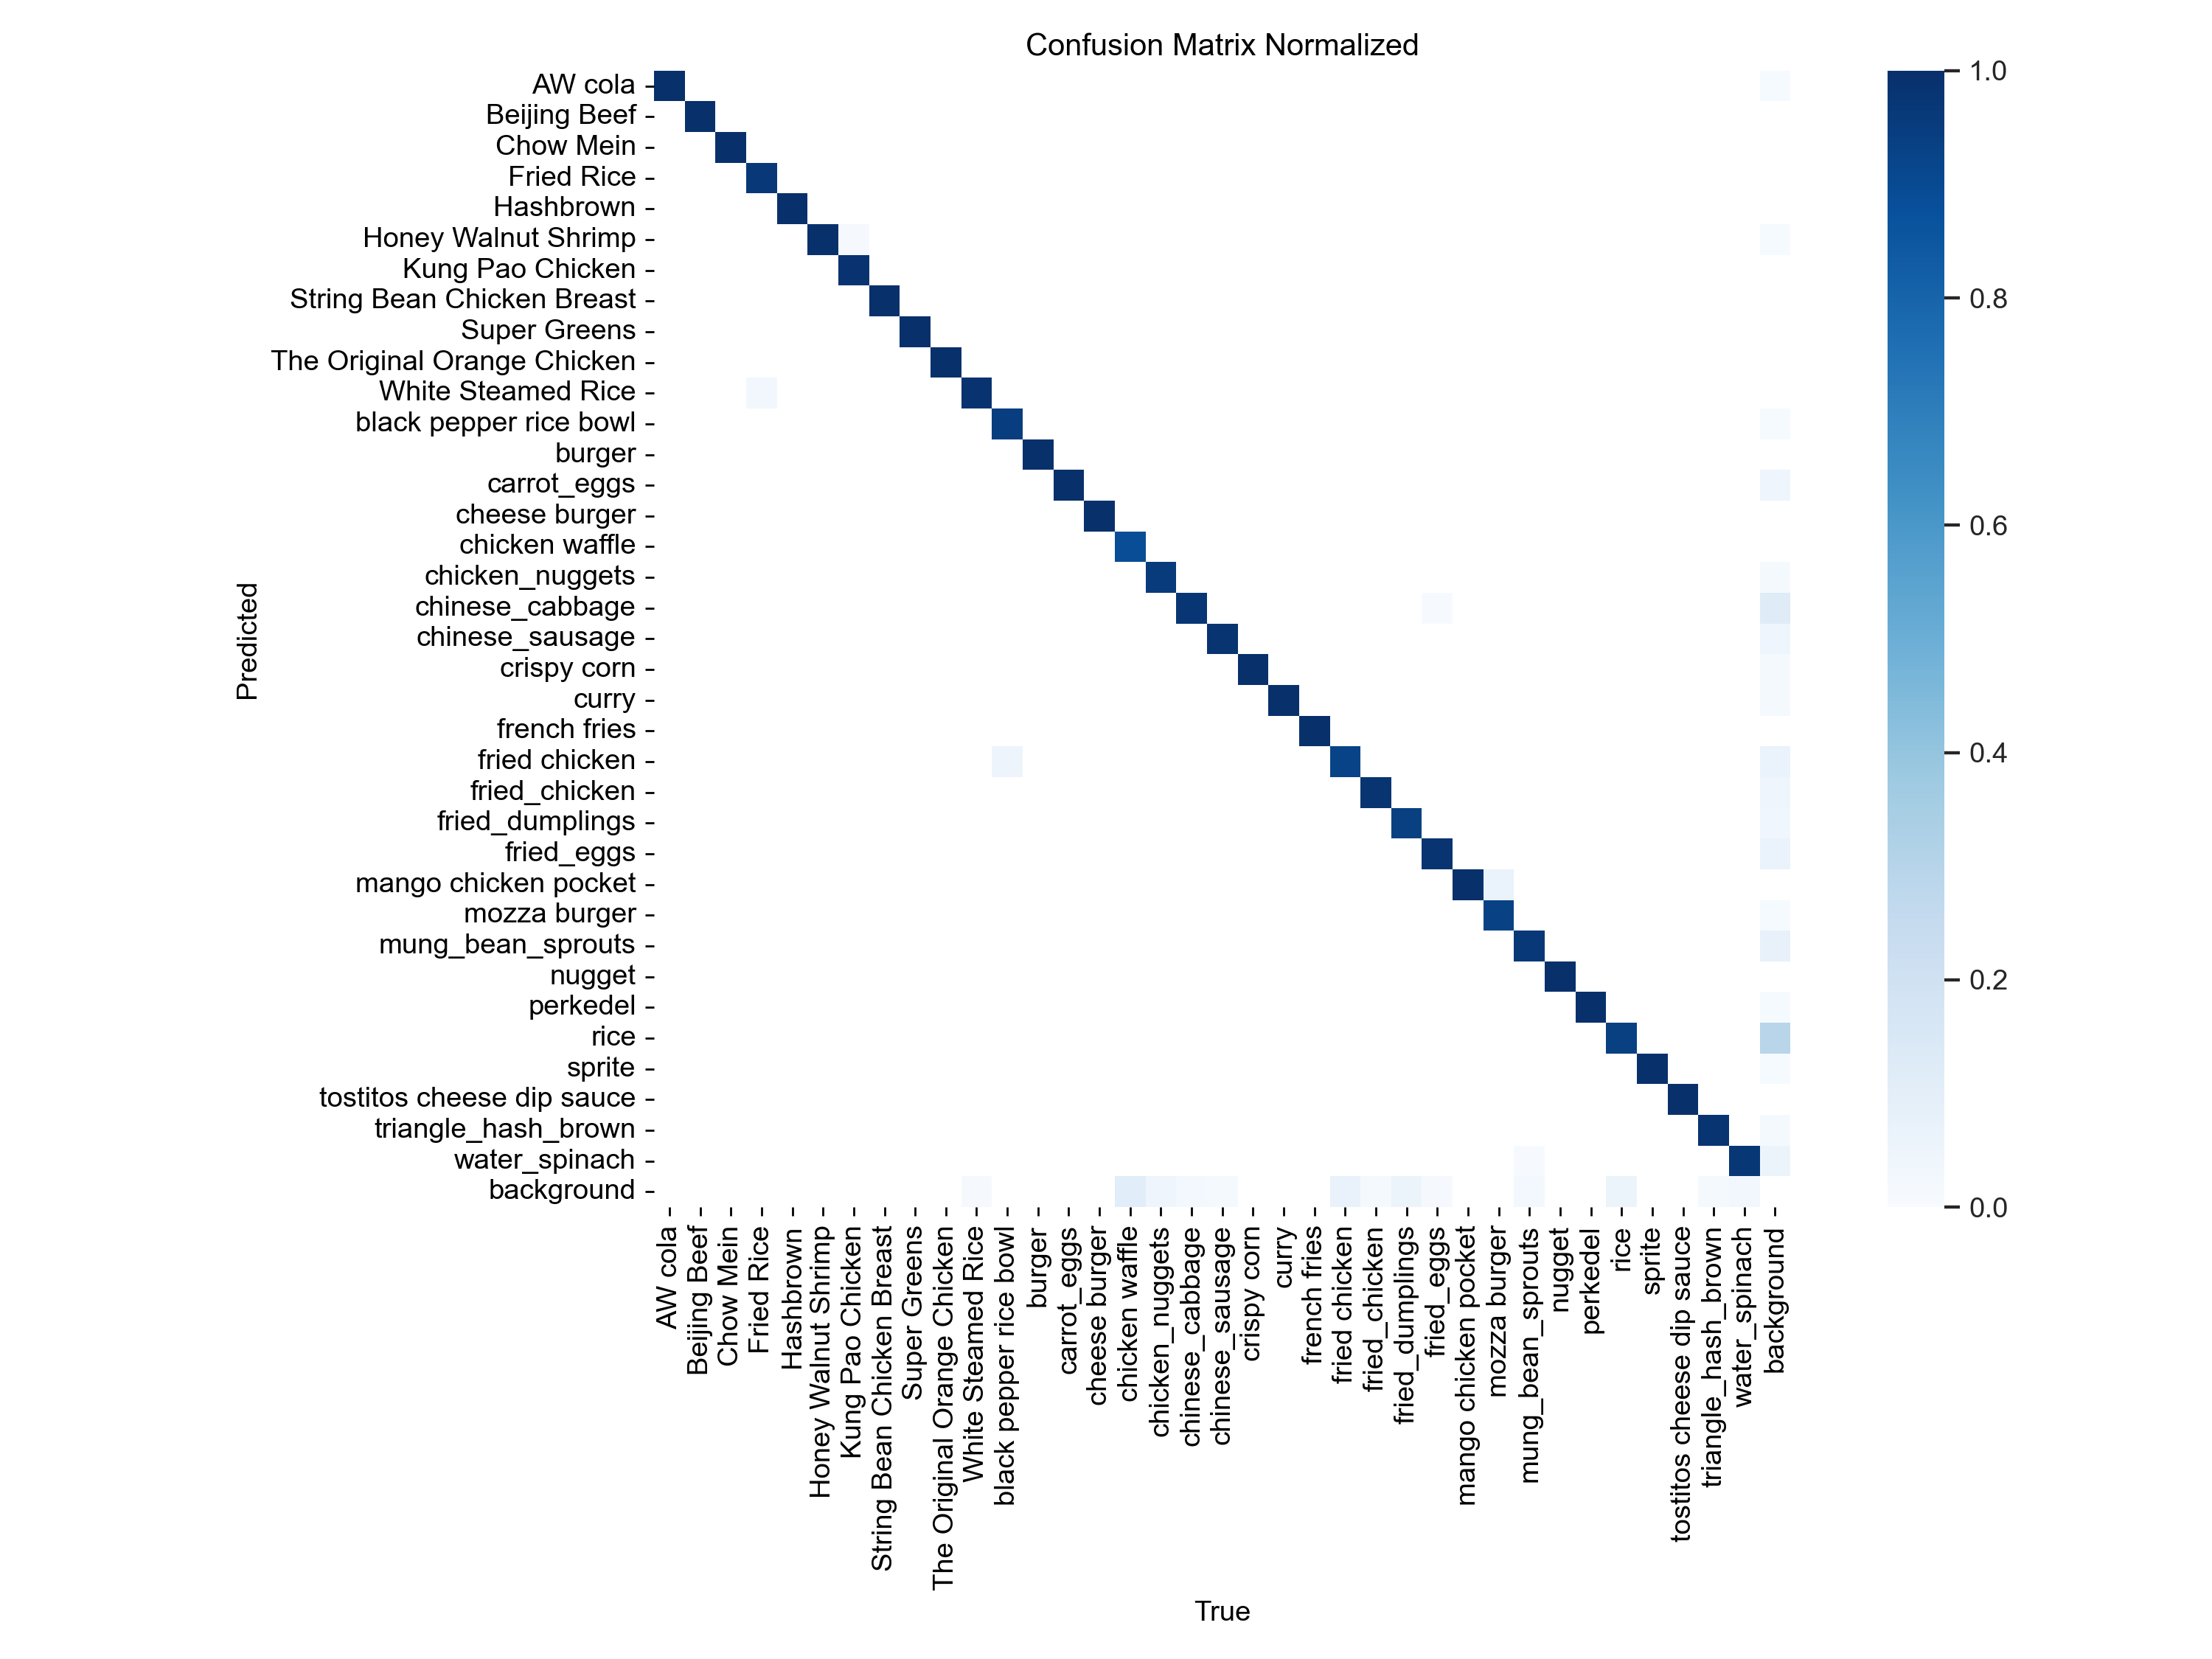 Confusion Matrix Normalized
AW cola
Beijing Beef
Chow Mein
Fried Rice
Hashbrown
Honey Walnut Shrimp
Kung Pao Chicken
String Bean Chicken Breast
Super Greens
The Original Orange Chicken
White Steamed Rice
black pepper rice bowl
burger
carrot_eggs
cheese burger
chicken waffle
chicken_nuggets
chinese_cabbage
chinese_sausage
crispy corn
curry
french fries
fried chicken
fried_chicken
fried_dumplings
fried_eggs
mango chicken pocket
mozza burger
mung_bean_sprouts
nugget
perkedel
rice
sprite
tostitos cheese dip sauce
triangle_hash_brown
water_spinach
background
Predicted
AW cola
Beijing Beef
Chow Mein
Fried Rice
Hashbrown
Honey Walnut Shrimp
Kung Pao Chicken
String Bean Chicken Breast
Super Greens
The Original Orange Chicken
White Steamed Rice
black pepper rice bowl
burger
carrot_eggs
cheese burger
chicken waffle
chicken_nuggets
chinese_cabbage
chinese_sausage
crispy corn
curry
french fries
fried chicken
fried_chicken
fried_dumplings
fried_eggs
mango chicken pocket
mozza burger
mung_bean_sprouts
nugget
perkedel
rice
sprite
tostitos cheese dip sauce
triangle_hash_brown
water_spinach
background
True
1.0
0.8
0.6
0.4
0.2
0.0